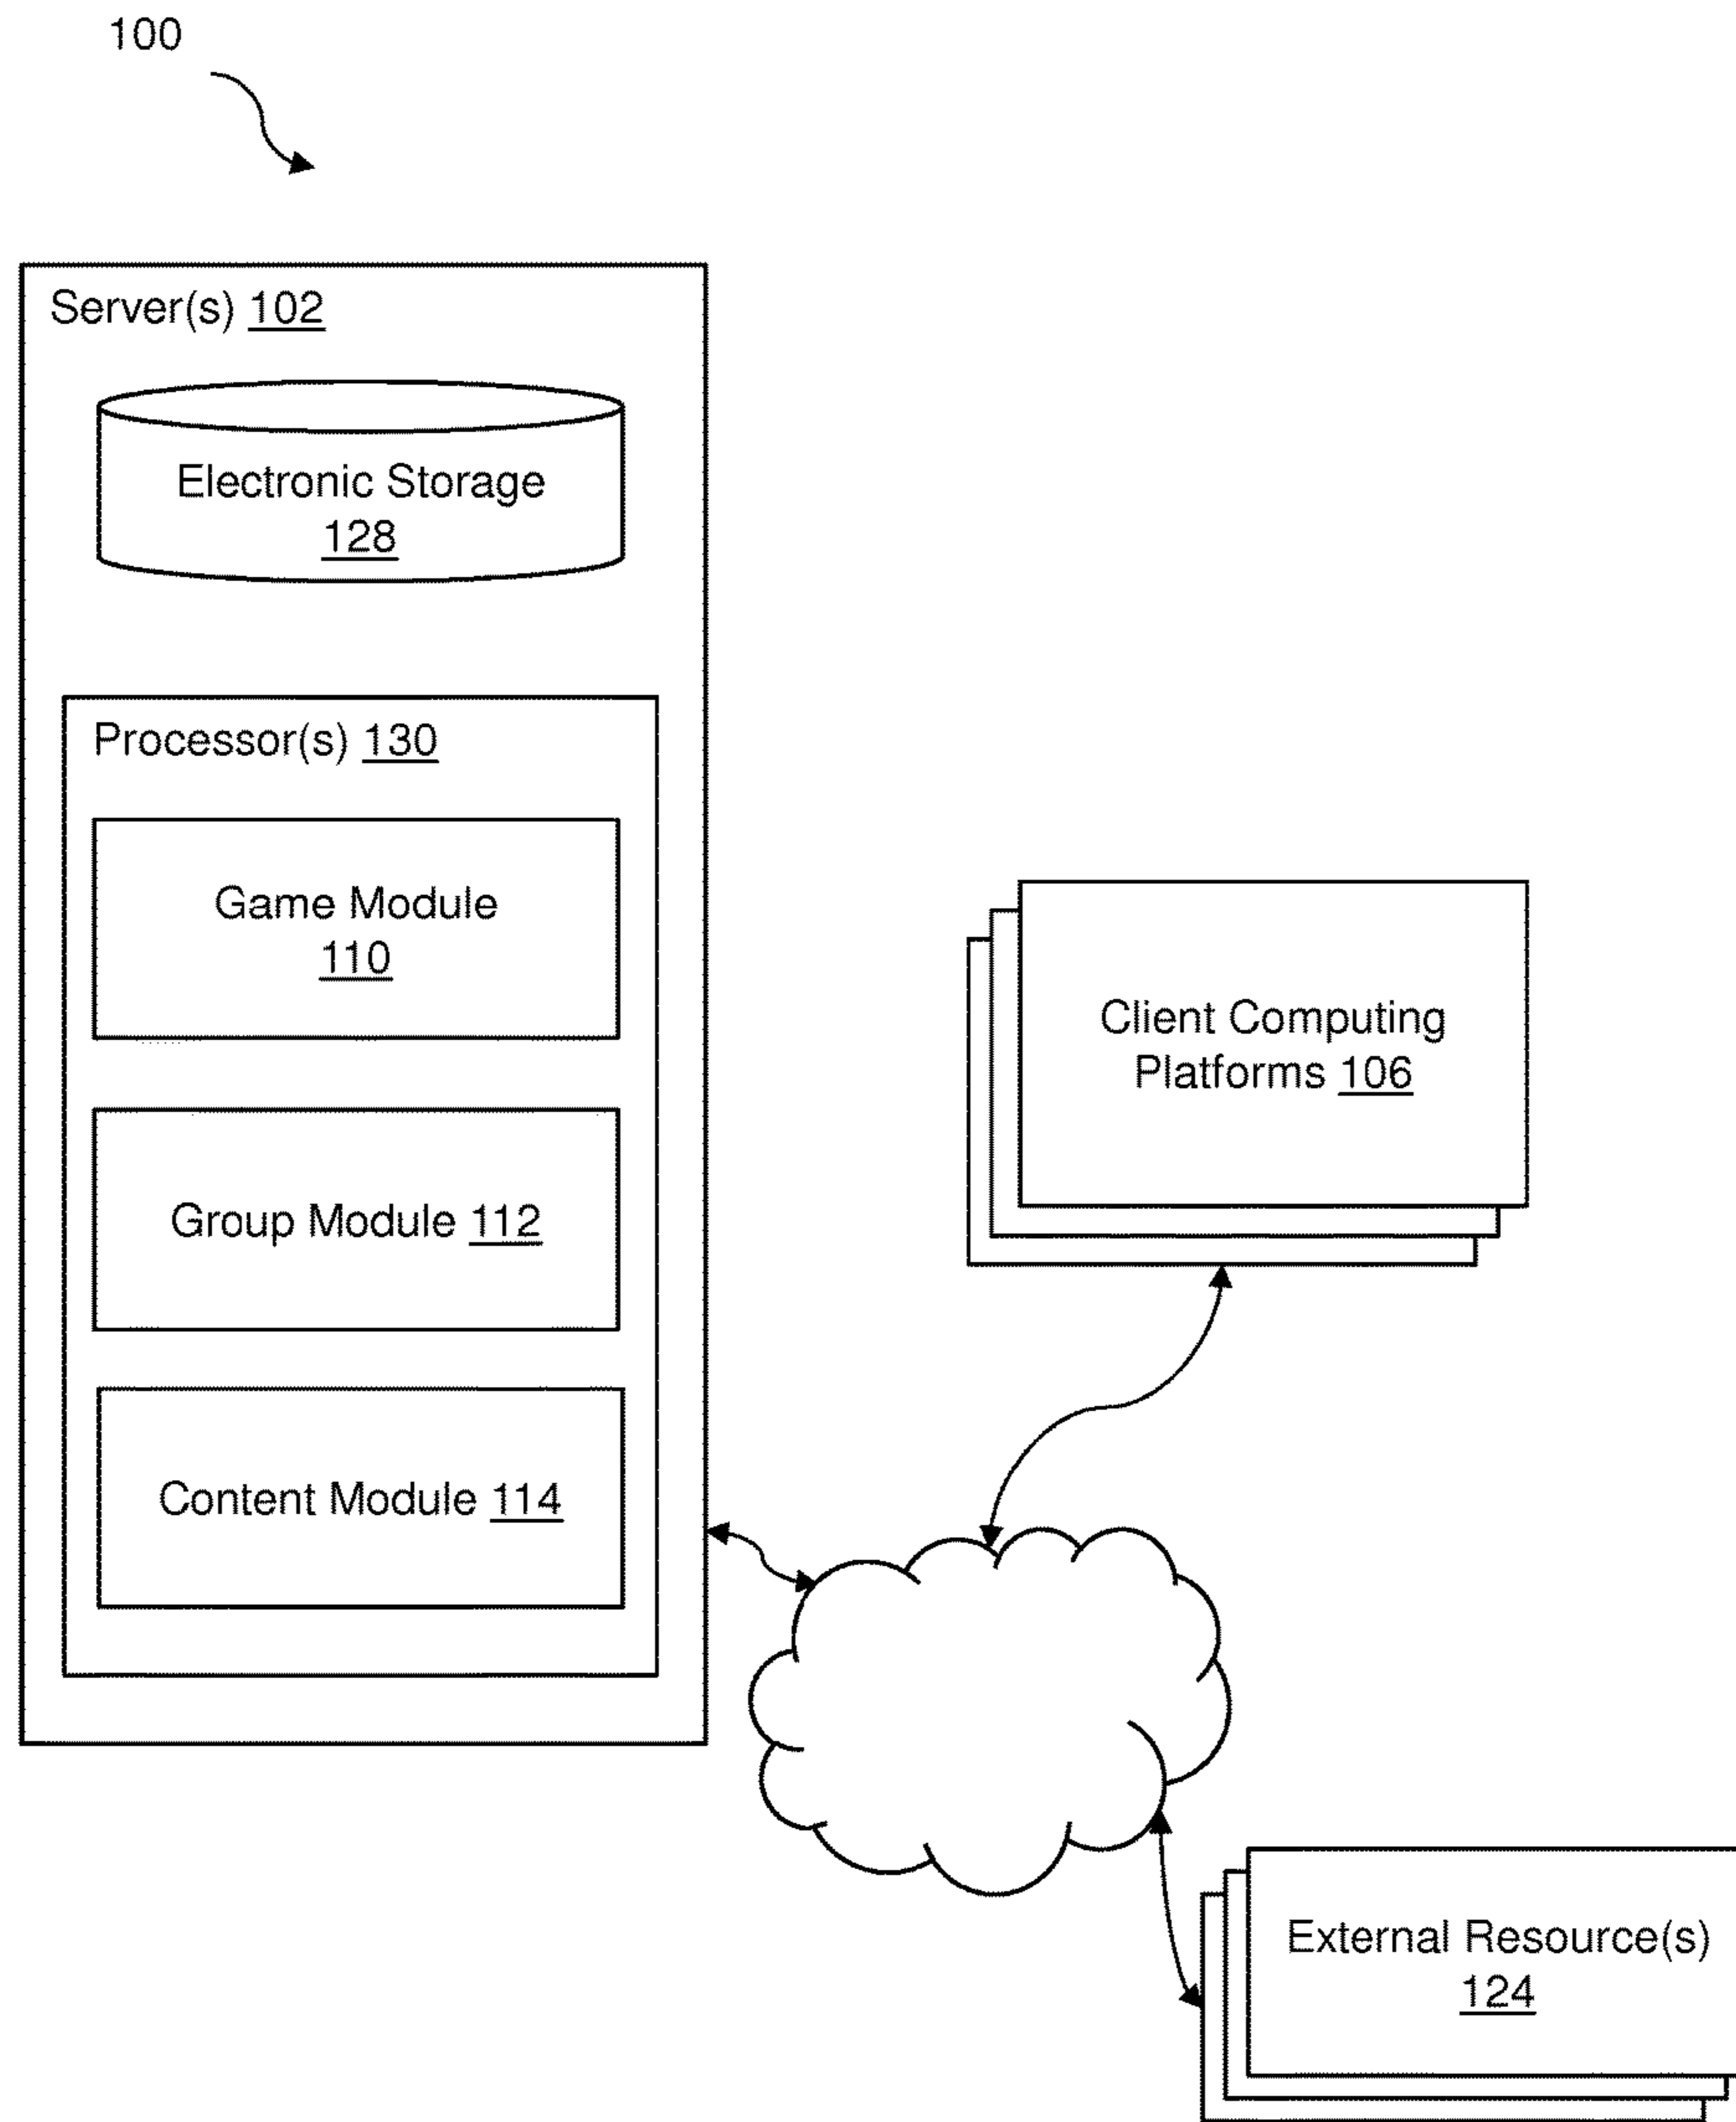 100
Server(s) 102
Electronic Storage
128
Processor(s) 130
Game Module
110
Group Module 112
Content Module 114
Client Computing
Platforms 106
External Resource(s)
124